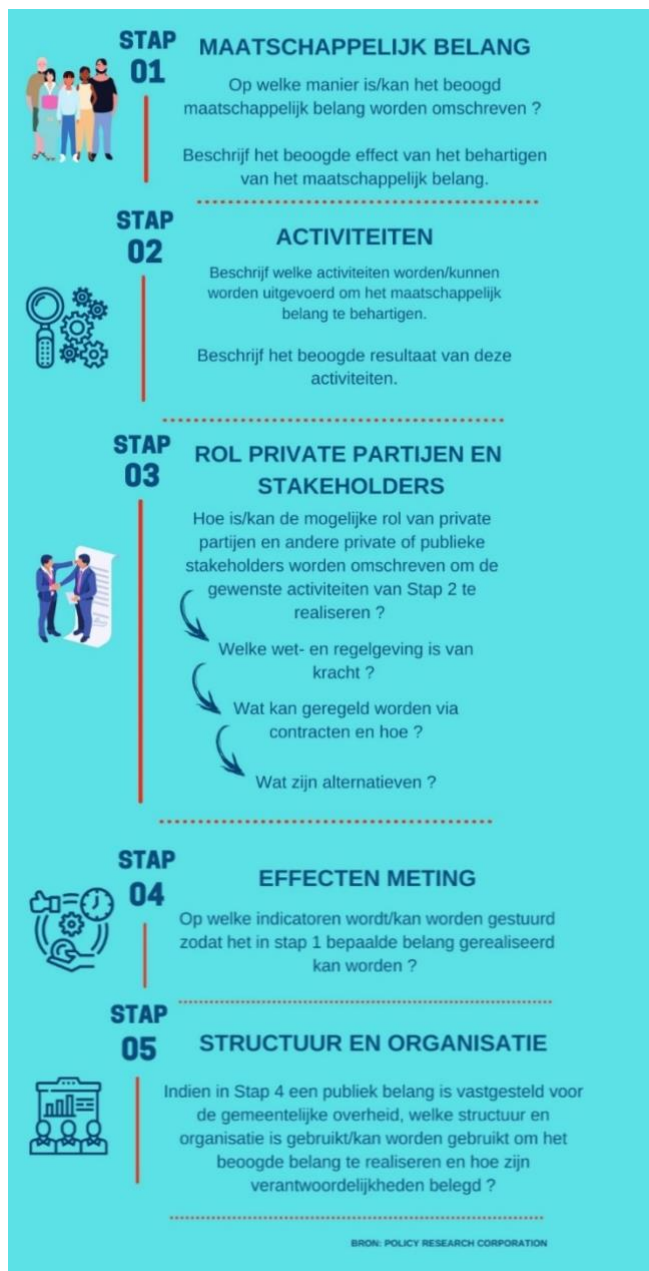 STAP
01
MAATSCHAPPELIJK BELANG
Op welke manier is/kan het beoogd
maatschappelijk belang worden omschreven ?
Beschrijf het beoogde effect van het behartigen
van het maatschappelijk belang.
STAP
02
ACTIVITEITEN
Beschrijf welke activiteiten worden/kunnen
worden uitgevoerd om het maatschappelijk
belang te behartigen.
Beschrijf het beoogde resultaat van deze
activiteiten.
STAP
03
ROL PRIVATE PARTIJEN EN
STAKEHOLDERS
Hoe is/kan de mogelijke rol van private
partijen en andere private of publieke
stakeholders worden omschreven om de
gewenste activiteiten van Stap 2 te
realiseren ?
Welke wet- en regelgeving is van
kracht ?
Wat kan geregeld worden via
contracten en hoe ?
Wat zijn alternatieven ?
STAP
04
EFFECTEN METING
Op welke indicatoren wordt/kan worden gestuurd
zodat het in stap 1 bepaalde belang gerealiseerd
kan worden ?
STAP
05
STRUCTUUR EN ORGANISATIE
Indien in Stap 4 een publiek belang is vastgesteld voor
de gemeentelijke overheid, welke structuur en
organisatie is gebruikt/kan worden gebruikt om het
beoogde belang te realiseren en hoe zijn
verantwoordelijkheden belegd ?
BRON: POLICY RESEARCH CORPORATION